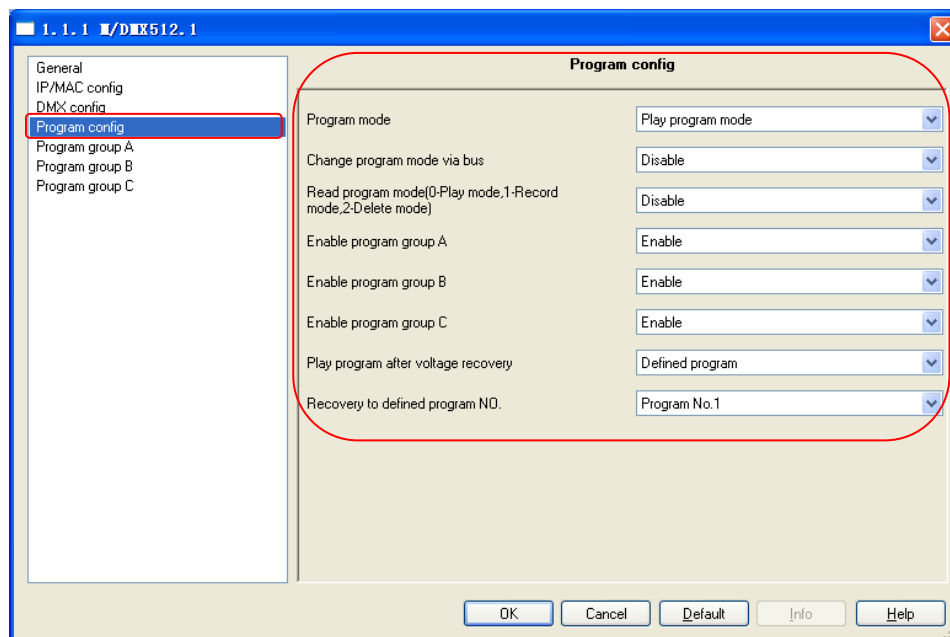 1.1.1 M/DMX512.1
General
IP/MAC config
DMX config
Program config
Program group A
Program group B
Program group C
Program config
Program mode
Play program mode
Change program mode via bus
Disable
Read program mode(0-Play mode,1-Record
mode,2-Delete mode)
Disable
Enable program group A
Enable
Enable program group B
Enable
Enable program group C
Enable
Play program after voltage recovery
Defined program
Recovery to defined program NO.
Program No.1
OK
Cancel
Default
Info
Help